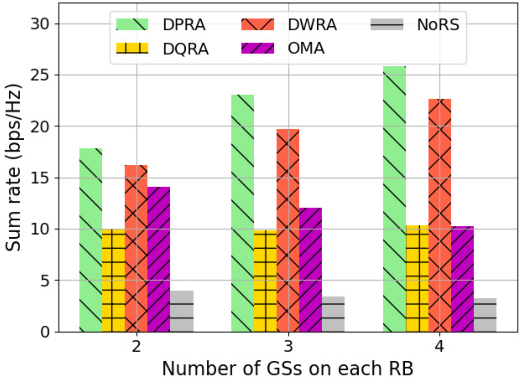 DPRA DWRA NoRS
DQRA OMA
30
25
20
15
10
5
0
Sum rate (bps/Hz)
2 3 4
Number of GSs on each RB